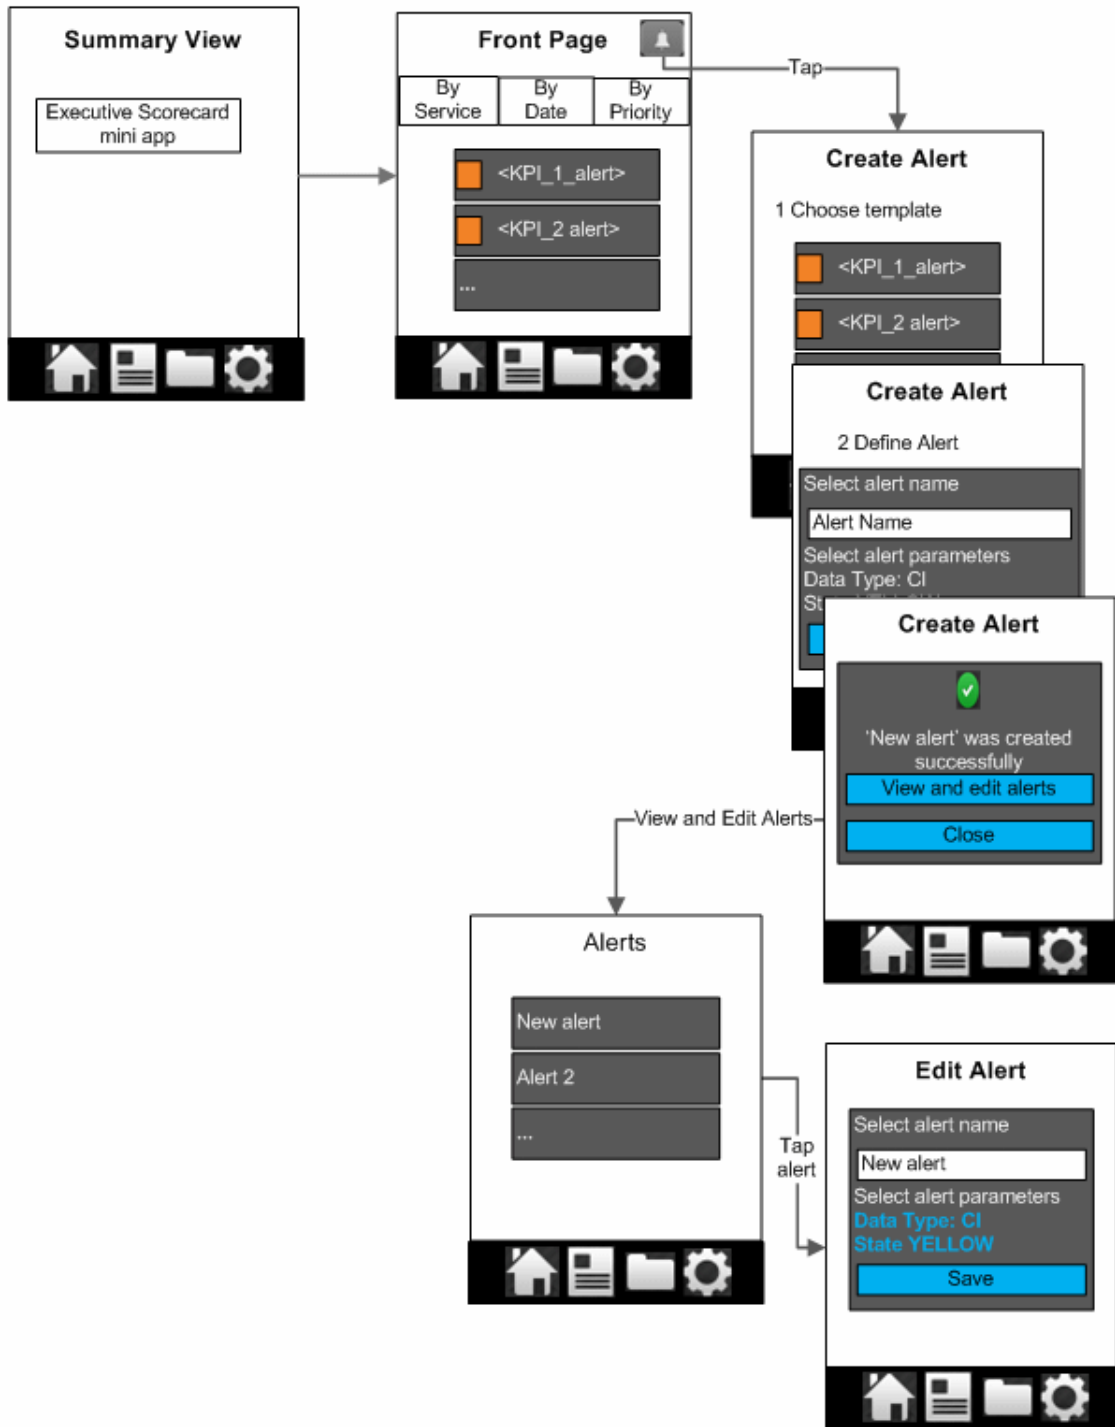 Summary View
Executive Scorecard
mini app
Front Page
By
Service
By
Date
By
Priority
<KPI_1_alert>
<KPI_2 alert>
...
Tap
Create Alert
1 Choose template
<KPI_1_alert>
<KPI_2 alert>
Create Alert
2 Define Alert
Select alert name
Alert Name
Select alert parameters
Data Type: CI
Create Alert
'New alert' was created
successfully
View and edit alerts
Close
View and Edit Alerts
Alerts
New alert
Alert 2
...
Tap
alert
Edit Alert
Select alert name
New alert
Select alert parameters
Data Type: CI
State YELLOW
Save